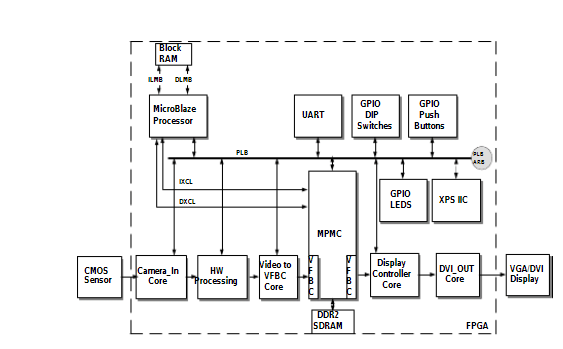 Block
RAM
ILMB
DLMB
MicroBlaze
Processor
UART
GPIO
DIP
Switches
GPIO
Push
Buttons
PLB
PLB
ARB
IXCL
DXCL
GPIO
LEDS
XPS IIC
MPMC
CMOS
Sensor
Camera_In
Core
HW
Processing
Video to
VFBC
Core
VFBC
VFBC
Display
Controller
Core
DVI_OUT
Core
VGA/DVI
Display
DDR2
SDRAM
FPGA